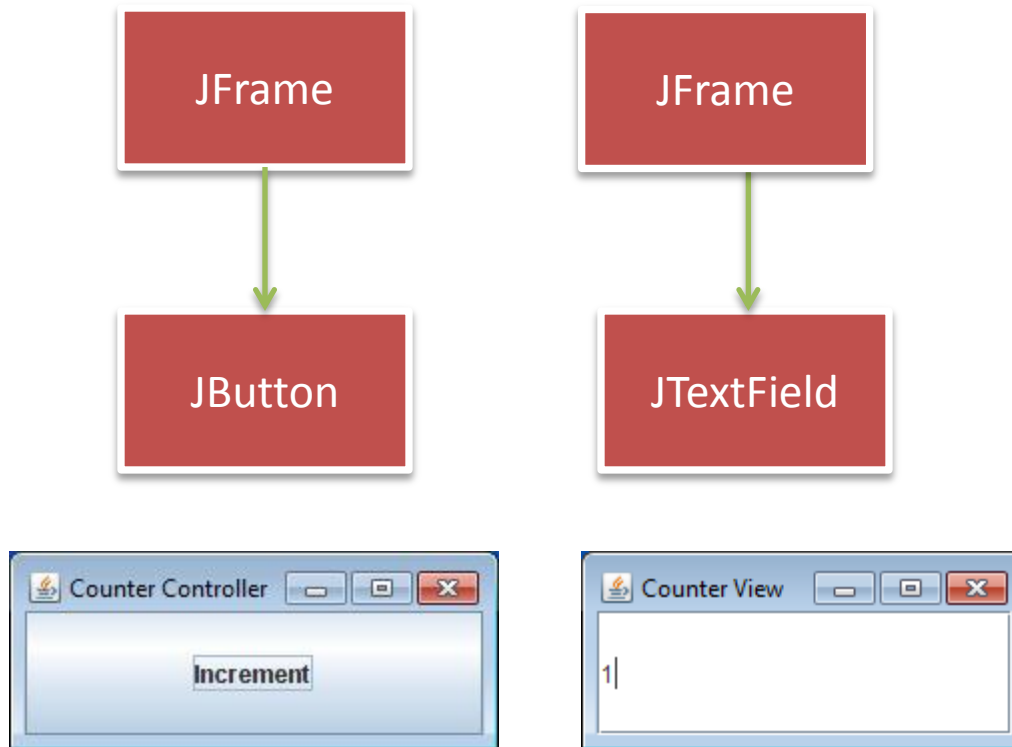 JFrame
JFrame
JButton
JTextField
Counter Controller
Counter View
Increment
1